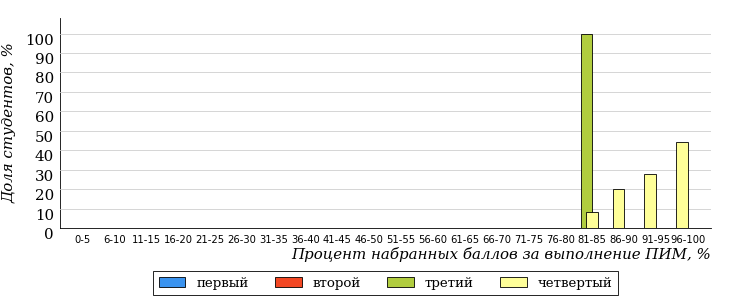 Доля студентов, %
100
90
80
70
60
50
40
30
20
10
0
0-5 6-10 11-15 16-20 21-25 26-30 31-35 36-40 41-45 46-50 51-55 56-60 61-65 66-70 71-75 76-80 81-85 86-90 91-95 96-100
Процент набранных баллов за выполнение ПИМ, %
первый второй третий четвертый